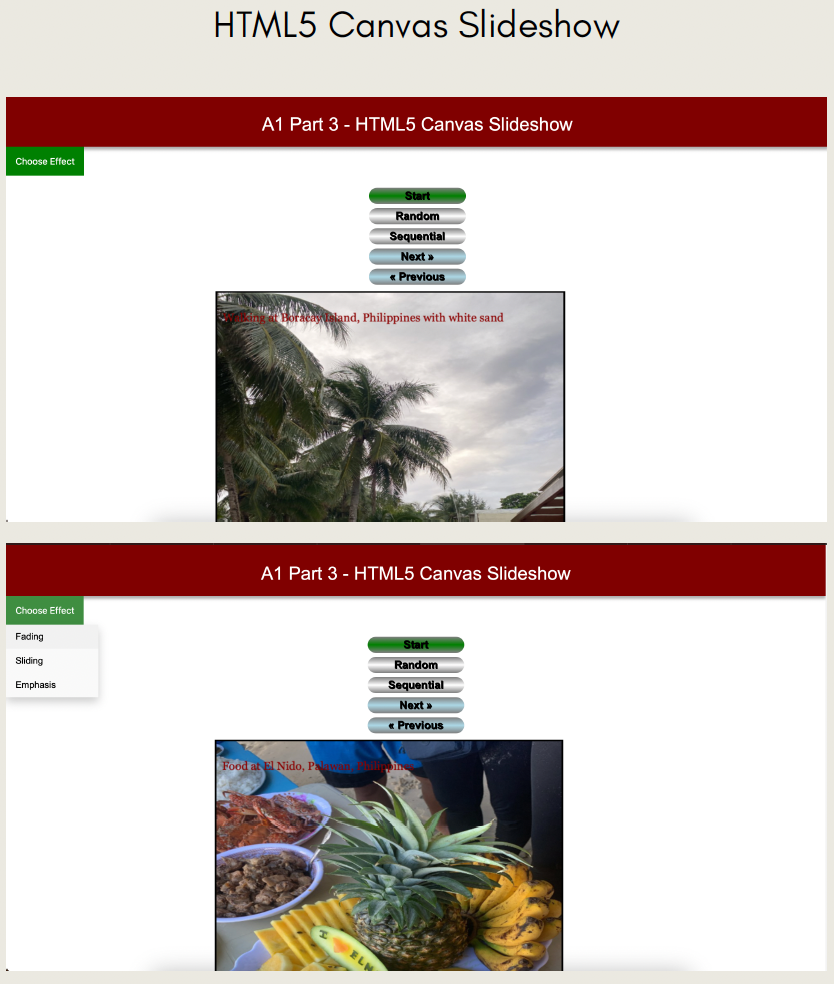 HTML5 Canvas Slideshow
A1 Part 3 - HTML5 Canvas Slideshow
Choose Effect
Start
Random
Sequential
Next »
« Previous
at Boracay Island, Philippines with white sand
A1 Part 3 - HTML5 Canvas Slideshow
Choose Effect
Fading
Sliding
Emphasis
Start
Random
Sequential
Next »
« Previous
Food at El Nido, Palawan, Philippines
I
ELN